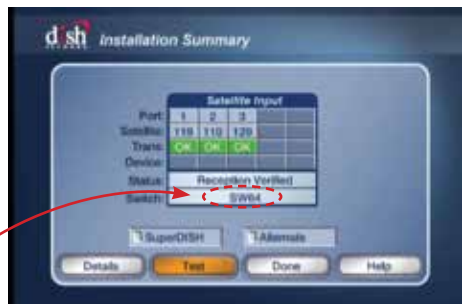 dish NETWORK Installation Summary
Satellite Input
Port: 1 2 3
Satellite: 119 110 129
Trans: OK OK OK
Device:
Status: Reception Verified
Switch: SW64
SuperDISH Alternate
Details Test Done Help